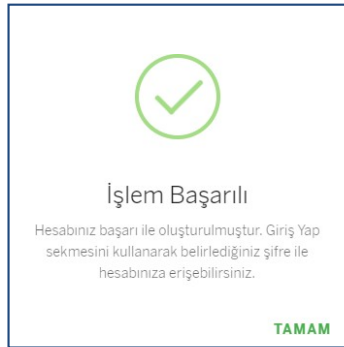 İşlem Başarılı
Hesabınız başarı ile oluşturulmuştur. Giriş Yap
sekmesini kullanarak belirlediğiniz şifre ile
hesabınıza erişebilirsiniz.
TAMAM